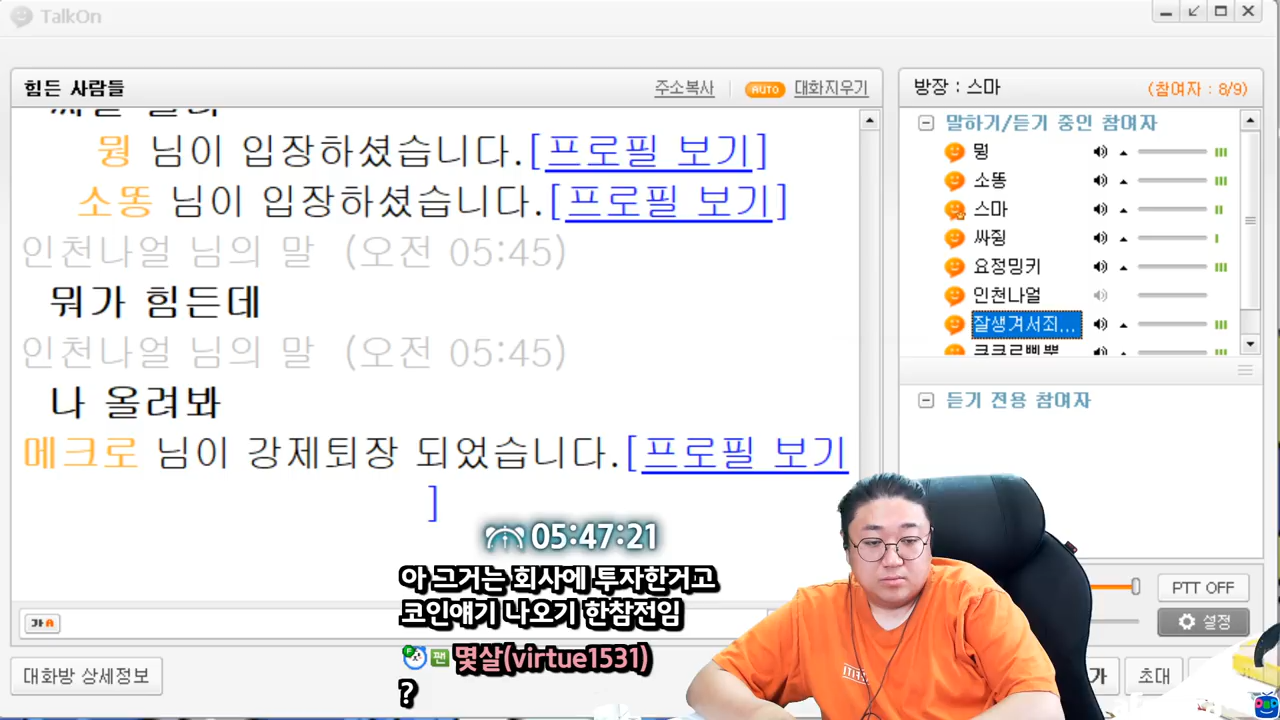 TalkOn
힘든 사람들
주소복사
AUTO 대화지우기
뭥 님이 입장하셨습니다.[프로필 보기]
소똥 님이 입장하셨습니다.[프로필 보기]
인천나얼 님의 말 (오전 05:45)
뭐가 힘든데
인천나얼 님의 말 (오전 05:45)
나 올려봐
메크로 님이 강제퇴장 되었습니다.[프로필 보기
]
05:47:21
아 그거는 회사에 투자한거고
코인얘기 나오기 한참전임
팬 몇살(virtue1531)
?
가
대화방 상세정보
방장 : 스마
(참여자 : 8/9)
말하기/듣기 중인 참여자
뭥
소똥
스마
싸줭
요정밍키
인천나얼
잘생겨서죄...
듣기 전용 참여자
PTT OFF
설정
가
초대